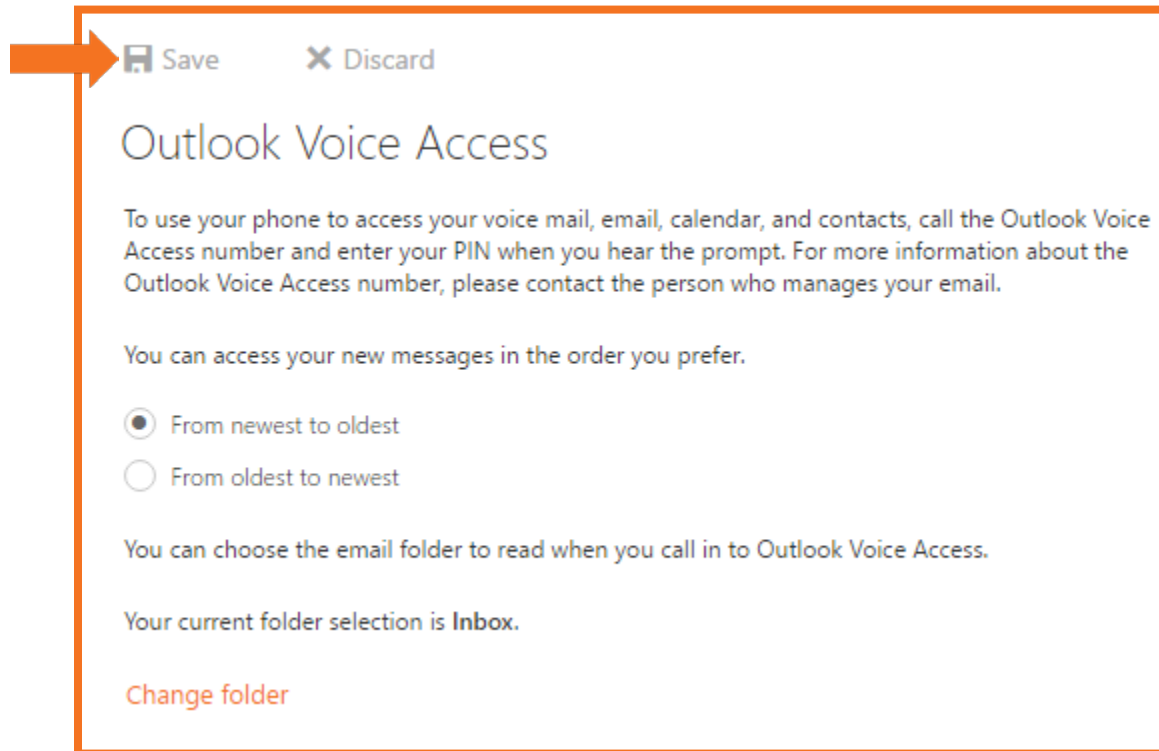 Save Discard
Outlook Voice Access
To use your phone to access your voice mail, email, calendar, and contacts, call the Outlook Voice
Access number and enter your PIN when you hear the prompt. For more information about the
Outlook Voice Access number, please contact the person who manages your email.
You can access your new messages in the order you prefer.
From newest to oldest
From oldest to newest
You can choose the email folder to read when you call in to Outlook Voice Access.
Your current folder selection is Inbox.
Change folder